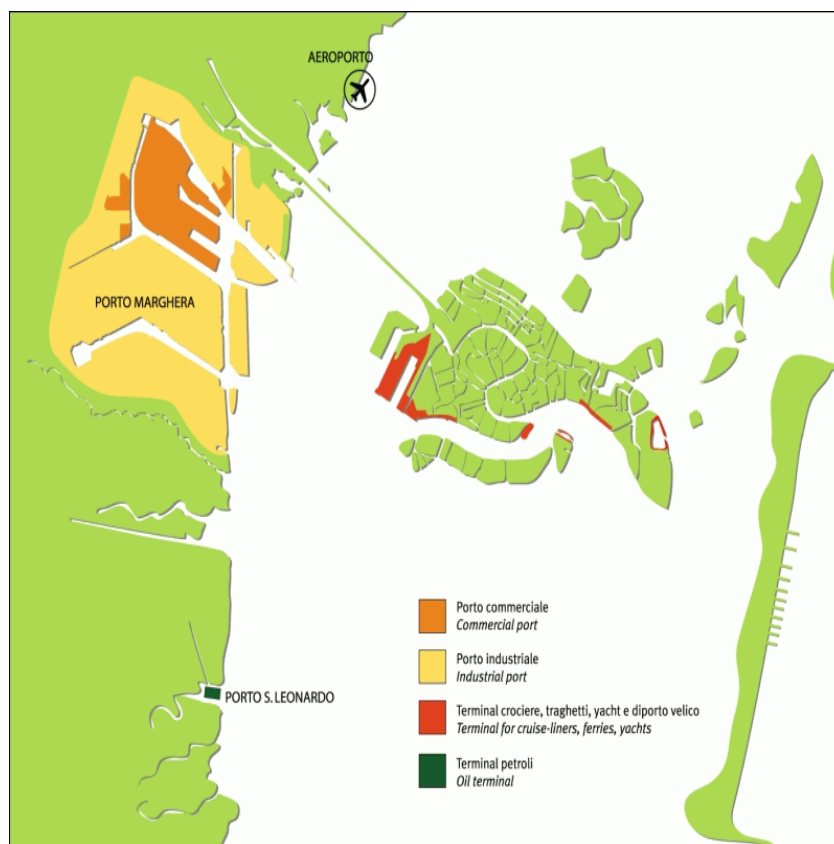 AEROPORTO
PORTO MARGHERA
PORTO S. LEONARDO
Porto commerciale
Commercial port
Porto industriale
Industrial port
Terminal crociere, traghetti, yacht e diporto velico
Terminal for cruise-liners, ferries, yachts
Terminal petroli
Oil terminal